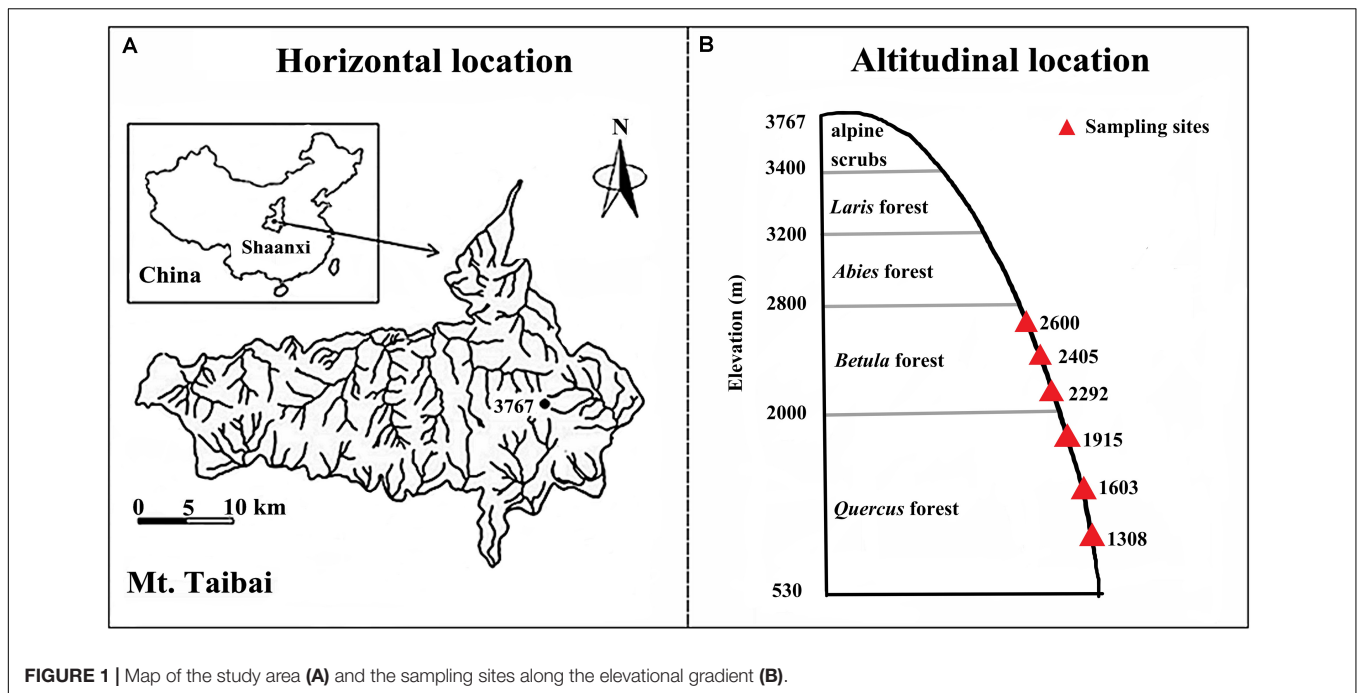 A
Horizontal location
N
China
Shaanxi
3767
0 5 10 km
Mt. Taibai
B
Altitudinal location
Sampling sites
Elevation (m)
3767
alpine
scrubs
3400
Laris forest
3200
Abies forest
2800
2600
2405
Betula forest
2292
2000
1915
1603
Quercus forest
1308
530
FIGURE 1 | Map of the study area (A) and the sampling sites along the elevational gradient (B).